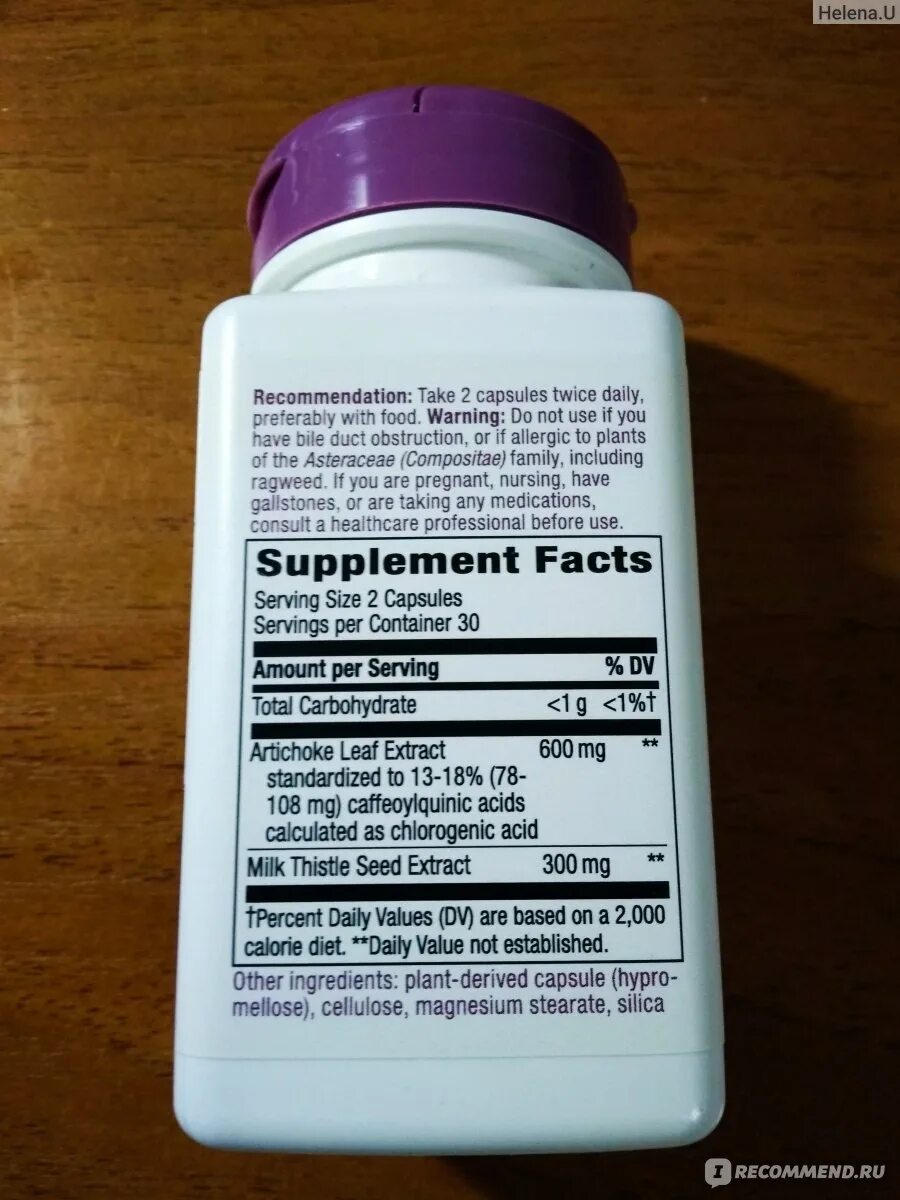 Helena.U
Recommendation: Take 2 capsules twice daily,
preferably with food. Warning: Do not use if you
have bile duct obstruction, or if allergic to plants
of the Asteraceae (Compositae) family, including
ragweed. If you are pregnant, nursing, have
gallstones, or are taking any medications,
consult a healthcare professional before use.
Supplement Facts
Serving Size 2 Capsules
Servings per Container 30
Amount per Serving % DV
Total Carbohydrate <1 g <1%†
Artichoke Leaf Extract 600 mg **
standardized to 13-18% (78-
108 mg) caffeoylquinic acids
calculated as chlorogenic acid
Milk Thistle Seed Extract 300 mg **
†Percent Daily Values (DV) are based on a 2,000
calorie diet. **Daily Value not established.
Other ingredients: plant-derived capsule (hypro-
mellose), cellulose, magnesium stearate, silica
I RECOMMEND.RU